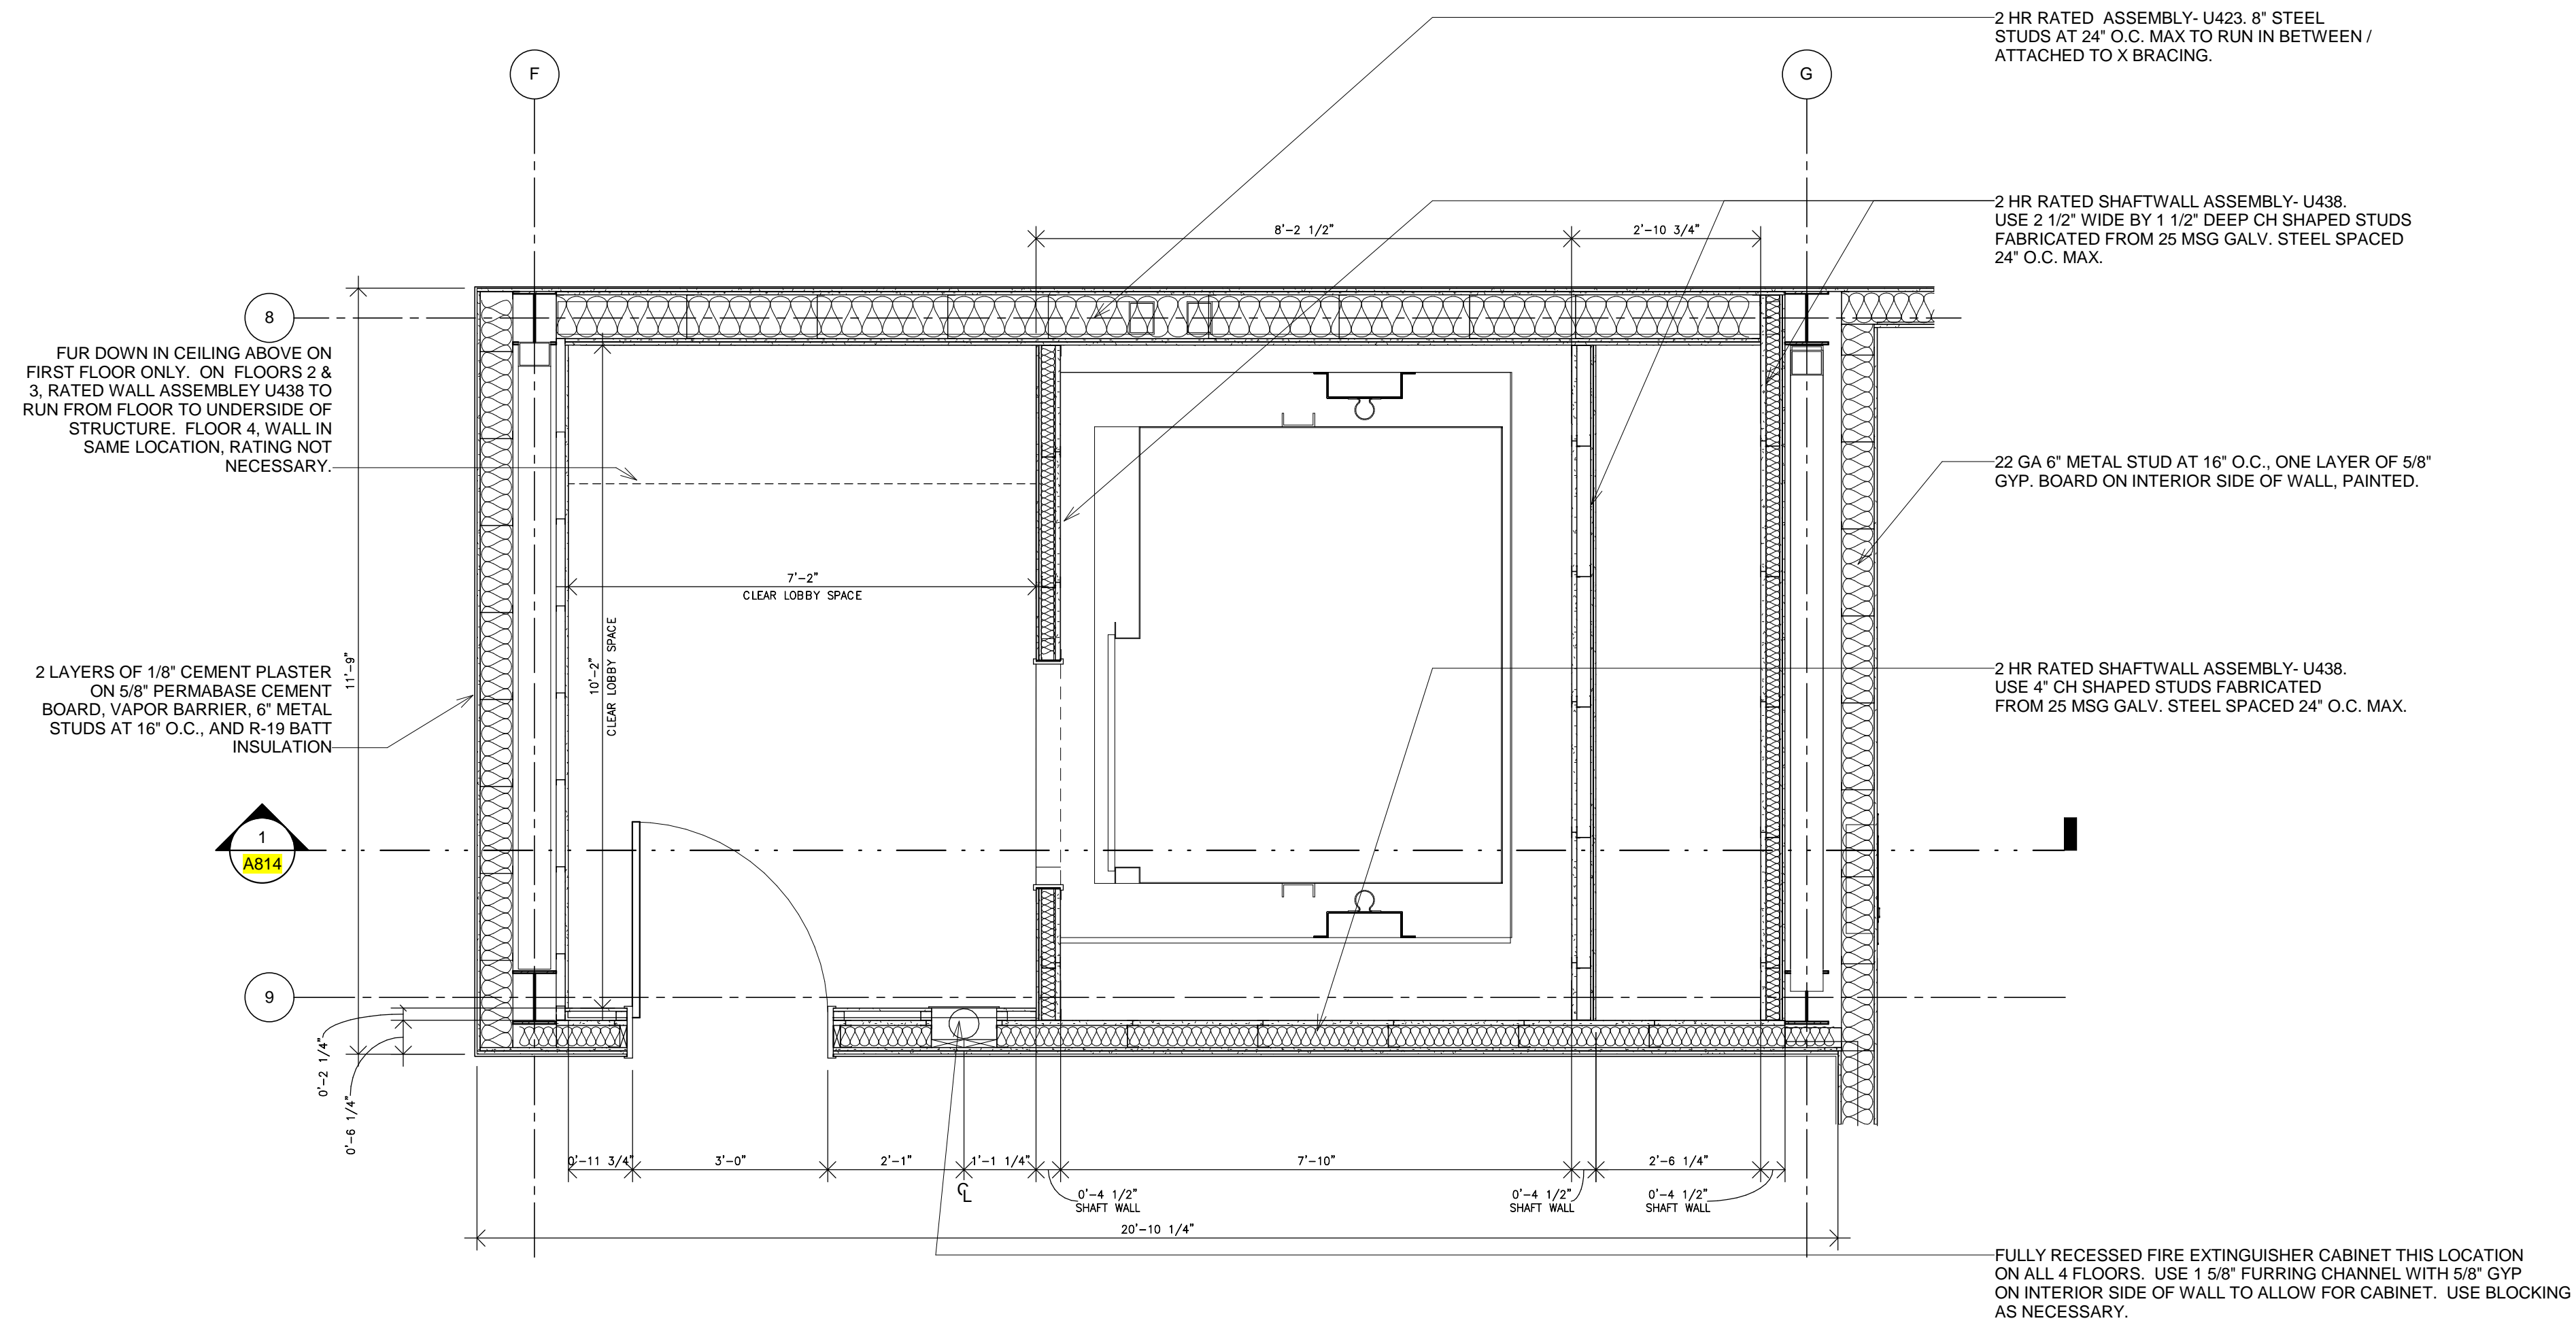 2 HR RATED  ASSEMBLY- U423. 8" STEEL
STUDS AT 24" O.C. MAX TO RUN IN BETWEEN /
ATTACHED TO X BRACING.
F
G
2 HR RATED SHAFTWALL ASSEMBLY- U438.
USE 2 1/2" WIDE BY 1 1/2" DEEP CH SHAPED STUDS
FABRICATED FROM 25 MSG GALV. STEEL SPACED
24" O.C. MAX.
8'-2 1/2"
2'-10 3/4"
8
FUR DOWN IN CEILING ABOVE ON
FIRST FLOOR ONLY.  ON  FLOORS 2 &
3, RATED WALL ASSEMBLEY U438 TO
RUN FROM FLOOR TO UNDERSIDE OF
STRUCTURE.  FLOOR 4, WALL IN
SAME LOCATION, RATING NOT
NECESSARY.
22 GA 6" METAL STUD AT 16" O.C., ONE LAYER OF 5/8"
GYP. BOARD ON INTERIOR SIDE OF WALL, PAINTED.
7'-2"
CLEAR LOBBY SPACE
10'-2"
CLEAR LOBBY SPACE
11'-9"
2 LAYERS OF 1/8" CEMENT PLASTER
ON 5/8" PERMABASE CEMENT
BOARD, VAPOR BARRIER, 6" METAL
STUDS AT 16" O.C., AND R-19 BATT
INSULATION
2 HR RATED SHAFTWALL ASSEMBLY- U438.
USE 4" CH SHAPED STUDS FABRICATED
FROM 25 MSG GALV. STEEL SPACED 24" O.C. MAX.
1
A814
9
0'-2 1/4"
0'-6 1/4"
0'-11 3/4"
3'-0"
2'-1"
1'-1 1/4"
7'-10"
2'-6 1/4"
CL
0'-4 1/2"
SHAFT WALL
0'-4 1/2"
SHAFT WALL
0'-4 1/2"
SHAFT WALL
20'-10 1/4"
FULLY RECESSED FIRE EXTINGUISHER CABINET THIS LOCATION
ON ALL 4 FLOORS.  USE 1 5/8" FURRING CHANNEL WITH 5/8" GYP
ON INTERIOR SIDE OF WALL TO ALLOW FOR CABINET.  USE BLOCKING
AS NECESSARY.